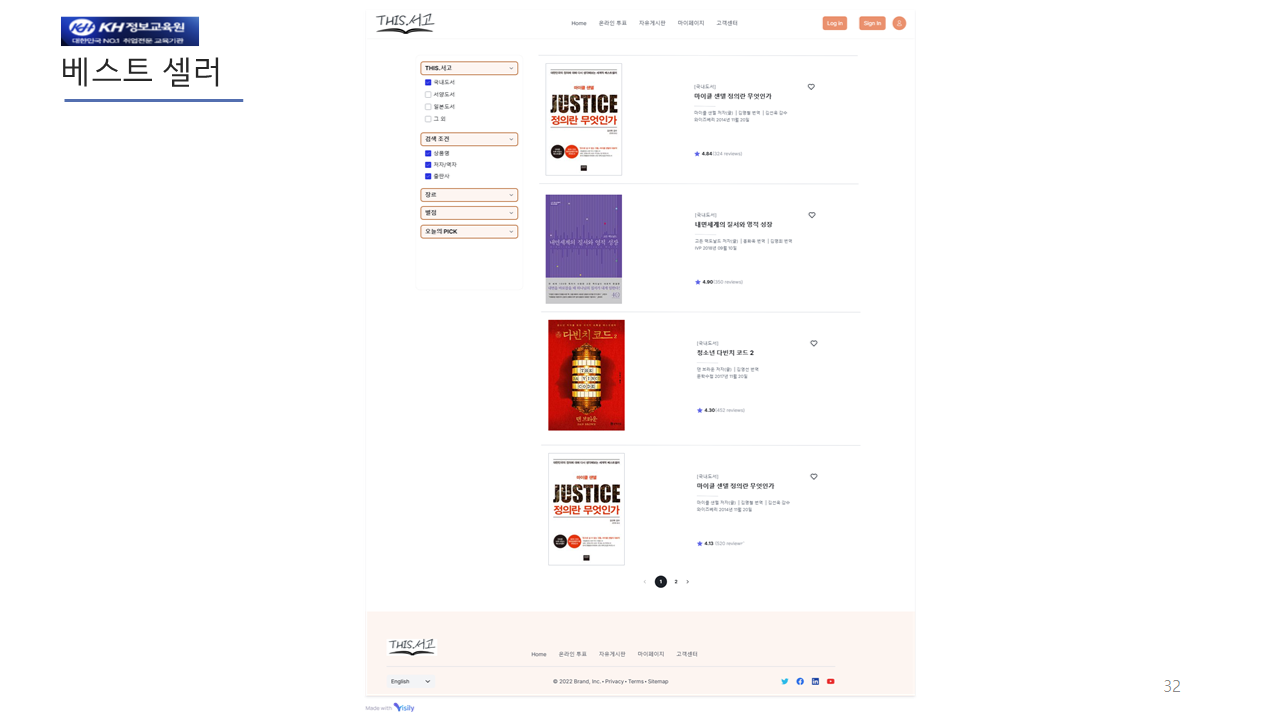 KH 정보교육원
대한민국 NO.1 취업전문 교육기관
베스트 셀러
THIS.서고
Home 온라인 투표 자유게시판 마이페이지 고객센터
Log in Sign in
THIS.서고
국내도서
서양도서
일본도서
그 외
검색 조건
상품명
저자/역자
출판사
장르
별점
오늘의 PICK
마이클 샌델
JUSTICE
정의란 무엇인가
[국내도서]
마이클 샌델 정의란 무엇인가
마이클 샌델 저자(글) | 김명철 번역 | 김선욱 감수
와이즈베리 2014년 11월 20일
4.84 (324 reviews)
내면세계의 질서와 영적 성장
[국내도서]
내면세계의 질서와 영적 성장
고든 맥도날드 저자(글) | 홍화옥 번역 | 김명희 번역
IVP 2018년 08월 10일
4.90 (350 reviews)
다빈치 코드 2
THE DA VINCI CODE
댄 브라운
[국내도서]
청소년 다빈치 코드 2
댄 브라운 저자(글) | 김영선 번역
문학수첩 2017년 11월 20일
4.30 (452 reviews)
마이클 샌델
JUSTICE
정의란 무엇인가
[국내도서]
마이클 샌델 정의란 무엇인가
마이클 샌델 저자(글) | 김명철 번역 | 김선욱 감수
와이즈베리 2014년 11월 20일
4.13 (520 review
1 2
THIS.서고
Home 온라인 투표 자유게시판 마이페이지 고객센터
English
© 2022 Brand, Inc. • Privacy • Terms • Sitemap
Made with Visily
32